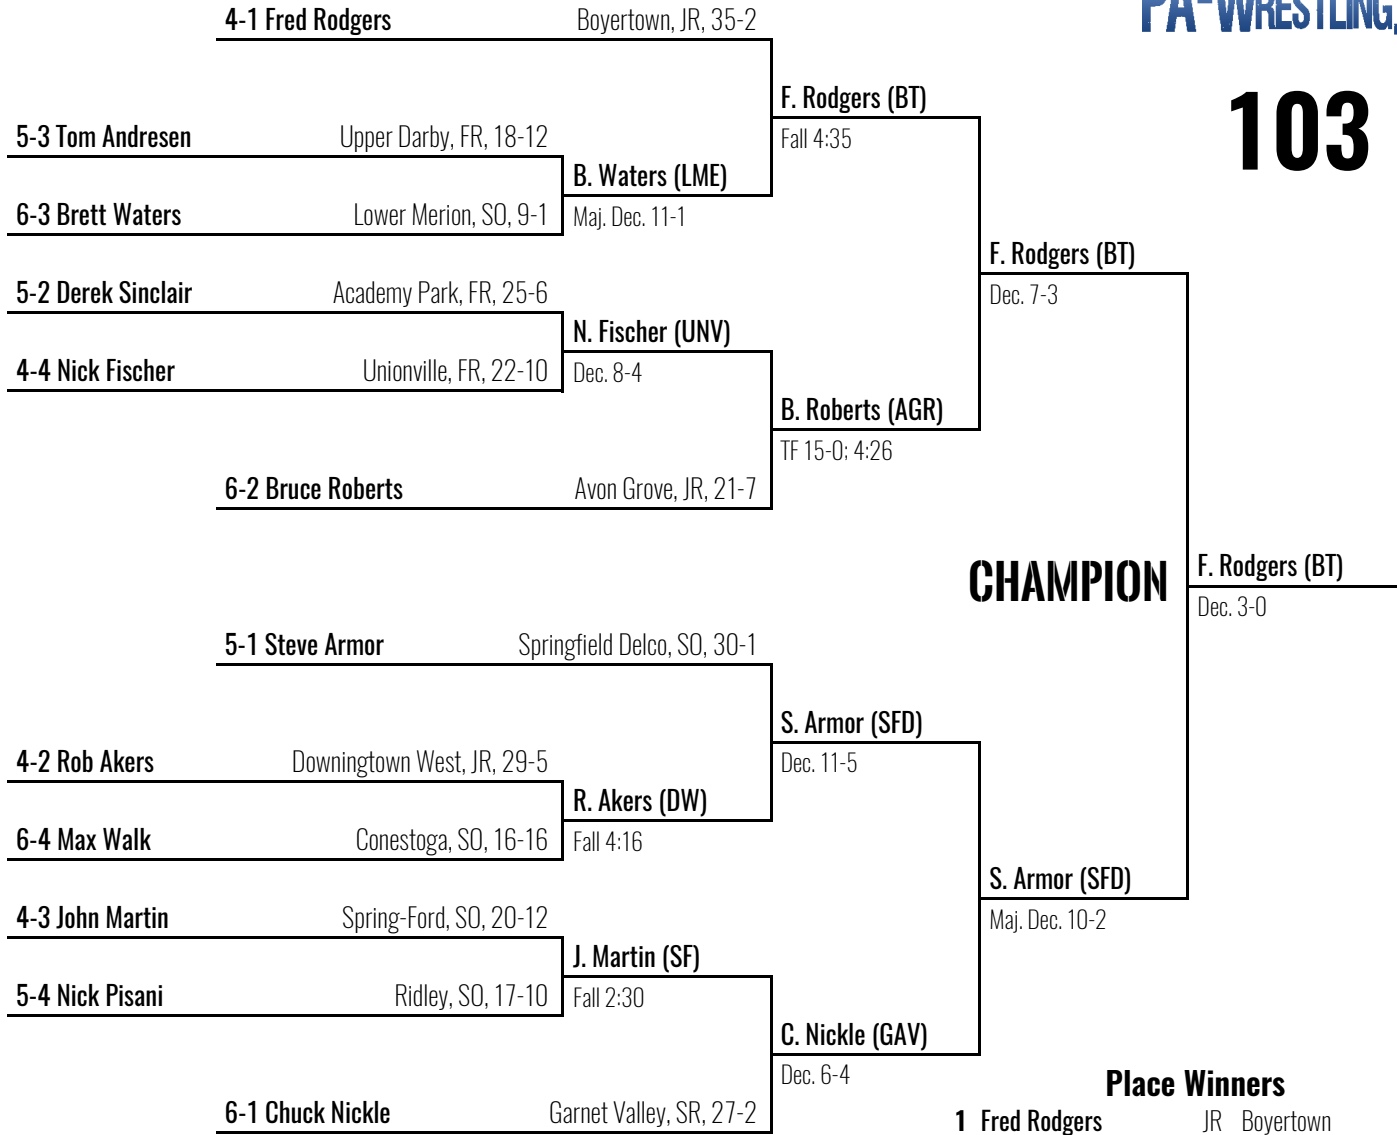 PA-WRESTLING.
103
4-1 Fred Rodgers Boyertown, JR, 35-2
F. Rodgers (BT)
Fall 4:35
5-3 Tom Andresen Upper Darby, FR, 18-12
B. Waters (LME)
Maj. Dec. 11-1
6-3 Brett Waters Lower Merion, SO, 9-1
F. Rodgers (BT)
Dec. 7-3
5-2 Derek Sinclair Academy Park, FR, 25-6
N. Fischer (UNV)
Dec. 8-4
4-4 Nick Fischer Unionville, FR, 22-10
B. Roberts (AGR)
TF 15-0; 4:26
6-2 Bruce Roberts Avon Grove, JR, 21-7
CHAMPION
F. Rodgers (BT)
Dec. 3-0
5-1 Steve Armor Springfield Delco, SO, 30-1
S. Armor (SFD)
Dec. 11-5
4-2 Rob Akers Downingtown West, JR, 29-5
R. Akers (DW)
Fall 4:16
6-4 Max Walk Conestoga, SO, 16-16
S. Armor (SFD)
Maj. Dec. 10-2
4-3 John Martin Spring-Ford, SO, 20-12
J. Martin (SF)
Fall 2:30
5-4 Nick Pisani Ridley, SO, 17-10
C. Nickle (GAV)
Dec. 6-4
6-1 Chuck Nickle Garnet Valley, SR, 27-2
Place Winners
1 Fred Rodgers JR Boyertown